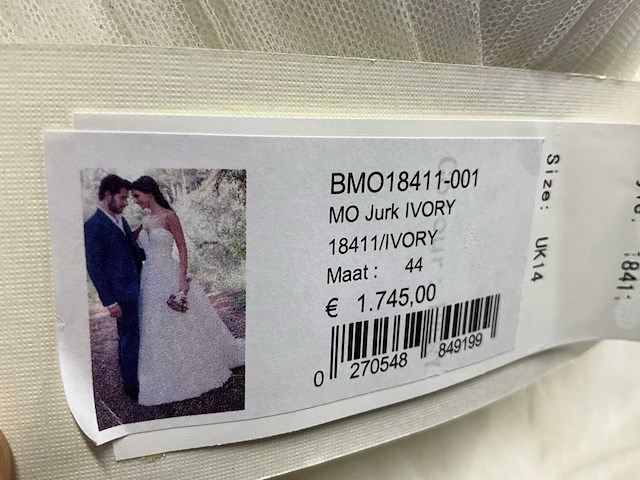 BMO18411-001
MO Jurk IVORY
18411/IVORY
Maat : 44
€ 1.745,00
0 270548 849199
Size: UK14